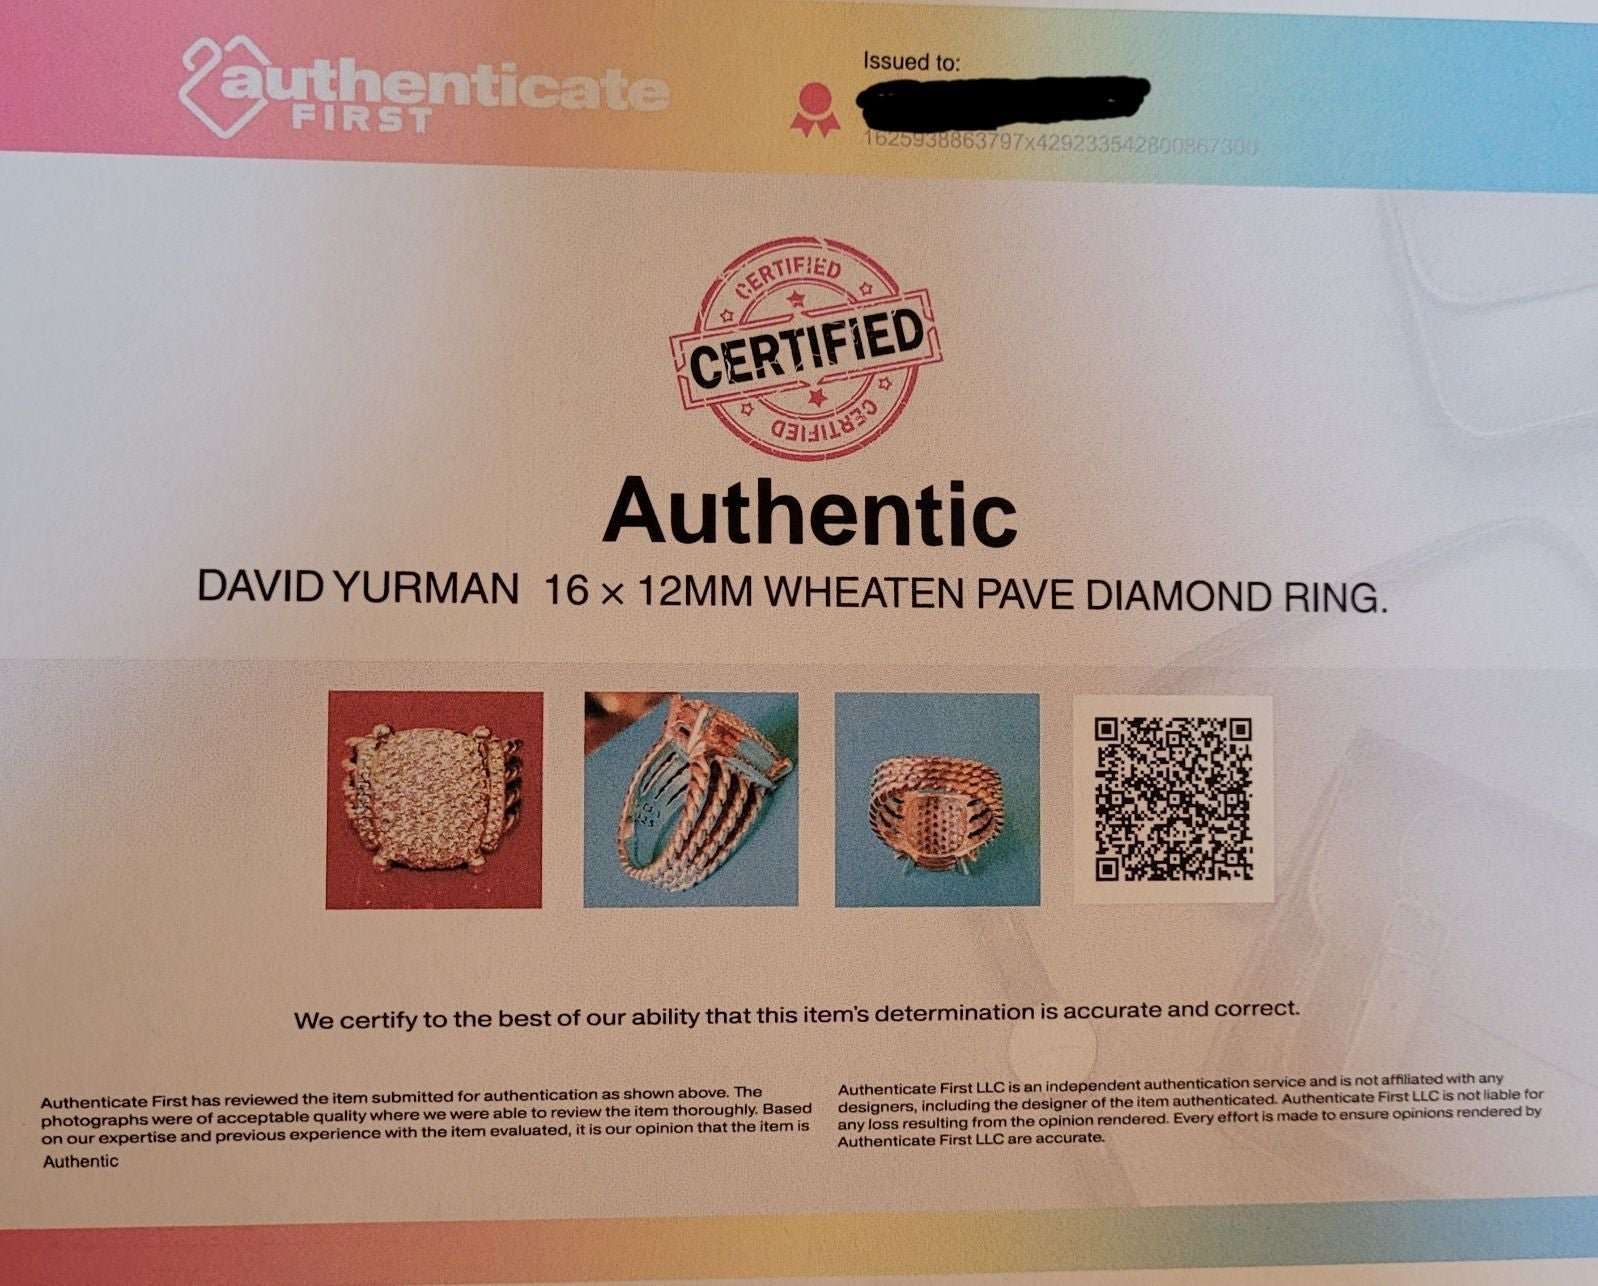 authenticate
FIRST
Issued to:
1625938863797x429233542800867300
CERTIFIED
CERTIFIED
CERTIFIED
Authentic
DAVID YURMAN 16 x 12MM WHEATEN PAVE DIAMOND RING.
We certify to the best of our ability that this item's determination is accurate and correct.
Authenticate First has reviewed the item submitted for authentication as shown above. The
photographs were of acceptable quality where we were able to review the item thoroughly. Based
on our expertise and previous experience with the item evaluated, it is our opinion that the item is
Authentic
Authenticate First LLC is an independent authentication service and is not affiliated with any
designers, including the designer of the item authenticated. Authenticate First LLC is not liable for
any loss resulting from the opinion rendered. Every effort is made to ensure opinions rendered by
Authenticate First LLC are accurate.